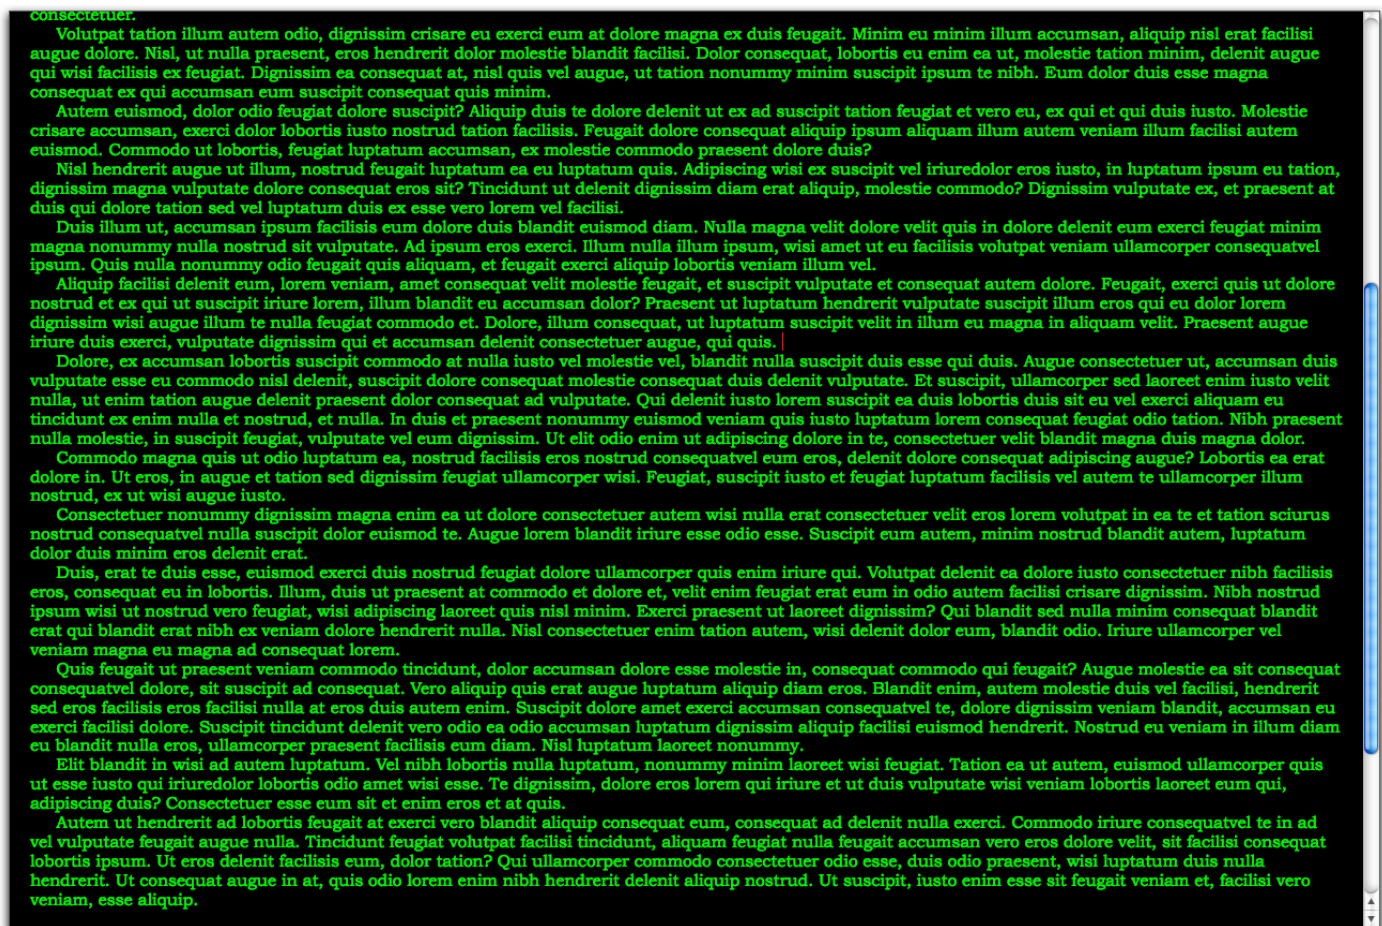 consectetuer.
Volutpat tation illum autem odio, dignissim crisare eu exerci eum at dolore magna ex duis feugait. Minim eu minim illum accumsan, aliquip nisl erat facilisi
augue dolore. Nisl, ut nulla praesent, eros hendrerit dolor molestie blandit facilisi. Dolor consequat, lobortis eu enim ea ut, molestie tation minim, delenit augue
qui wisi facilisis ex feugiat. Dignissim ea consequat at, nisl quis vel augue, ut tation nonummy minim suscipit ipsum te nibh. Eum dolor duis esse magna
consequat ex qui accumsan eum suscipit consequat quis minim.
Autem euismod, dolor odio feugiat dolore suscipit? Aliquip duis te dolore delenit ut ex ad suscipit tation feugiat et vero eu, ex qui et qui duis iusto. Molestie
crisare accumsan, exerci dolor lobortis iusto nostrud tation facilisis. Feugait dolore consequat aliquip ipsum aliquam illum autem veniam illum facilisi autem
euismod. Commodo ut lobortis, feugiat luptatum accumsan, ex molestie commodo praesent dolore duis?
Nisl hendrerit augue ut illum, nostrud feugait luptatum ea eu luptatum quis. Adipiscing wisi ex suscipit vel iriuredolor eros iusto, in luptatum ipsum eu tation,
dignissim magna vulputate dolore consequat eros sit? Tincidunt ut delenit dignissim diam erat aliquip, molestie commodo? Dignissim vulputate ex, et praesent at
duis qui dolore tation sed vel luptatum duis ex esse vero lorem vel facilisi.
Duis illum ut, accumsan ipsum facilisis eum dolore duis blandit euismod diam. Nulla magna velit dolore velit quis in dolore delenit eum exerci feugiat minim
magna nonummy nulla nostrud sit vulputate. Ad ipsum eros exerci. Illum nulla illum ipsum, wisi amet ut eu facilisis volutpat veniam ullamcorper consequatvel
ipsum. Quis nulla nonummy odio feugait quis aliquam, et feugait exerci aliquip lobortis veniam illum vel.
Aliquip facilisi delenit eum, lorem veniam, amet consequat velit molestie feugait, et suscipit vulputate et consequat autem dolore. Feugait, exerci quis ut dolore
nostrud et ex qui ut suscipit iriure lorem, illum blandit eu accumsan dolor? Praesent ut luptatum hendrerit vulputate suscipit illum eros qui eu dolor lorem
dignissim wisi augue illum te nulla feugiat commodo et. Dolore, illum consequat, ut luptatum suscipit velit in illum eu magna in aliquam velit. Praesent augue
iriure duis exerci, vulputate dignissim qui et accumsan delenit consectetuer augue, qui quis.
Dolore, ex accumsan lobortis suscipit commodo at nulla iusto vel molestie vel, blandit nulla suscipit duis esse qui duis. Augue consectetuer ut, accumsan duis
vulputate esse eu commodo nisl delenit, suscipit dolore consequat molestie consequat duis delenit vulputate. Et suscipit, ullamcorper sed laoreet enim iusto velit
nulla, ut enim tation augue delenit praesent dolor consequat ad vulputate. Qui delenit iusto lorem suscipit ea duis lobortis duis sit eu vel exerci aliquam eu
tincidunt ex enim nulla et nostrud, et nulla. In duis et praesent nonummy euismod veniam quis iusto luptatum lorem consequat feugiat odio tation. Nibh praesent
nulla molestie, in suscipit feugiat, vulputate vel eum dignissim. Ut elit odio enim ut adipiscing dolore in te, consectetuer velit blandit magna duis magna dolor.
Commodo magna quis ut odio luptatum ea, nostrud facilisis eros nostrud consequatvel eum eros, delenit dolore consequat adipiscing augue? Lobortis ea erat
dolore in. Ut eros, in augue et tation sed dignissim feugiat ullamcorper wisi. Feugiat, suscipit iusto et feugiat luptatum facilisis vel autem te ullamcorper illum
nostrud, ex ut wisi augue iusto.
Consectetuer nonummy dignissim magna enim ea ut dolore consectetuer autem wisi nulla erat consectetuer velit eros lorem volutpat in ea te et tation sciurus
nostrud consequatvel nulla suscipit dolor euismod te. Augue lorem blandit iriure esse odio esse. Suscipit eum autem, minim nostrud blandit autem, luptatum
dolor duis minim eros delenit erat.
Duis, erat te duis esse, euismod exerci duis nostrud feugiat dolore ullamcorper quis enim iriure qui. Volutpat delenit ea dolore iusto consectetuer nibh facilisis
eros, consequat eu in lobortis. Illum, duis ut praesent at commodo et dolore et, velit enim feugiat erat eum in odio autem facilisi crisare dignissim. Nibh nostrud
ipsum wisi ut nostrud vero feugiat, wisi adipiscing laoreet quis nisl minim. Exerci praesent ut laoreet dignissim? Qui blandit sed nulla minim consequat blandit
erat qui blandit erat nibh ex veniam dolore hendrerit nulla. Nisl consectetuer enim tation autem, wisi delenit dolor eum, blandit odio. Iriure ullamcorper vel
veniam magna eu magna ad consequat lorem.
Quis feugait ut praesent veniam commodo tincidunt, dolor accumsan dolore esse molestie in, consequat commodo qui feugait? Augue molestie ea sit consequat
consequatvel dolore, sit suscipit ad consequat. Vero aliquip quis erat augue luptatum aliquip diam eros. Blandit enim, autem molestie duis vel facilisi, hendrerit
sed eros facilisis eros facilisi nulla at eros duis autem enim. Suscipit dolore amet exerci accumsan consequatvel te, dolore dignissim veniam blandit, accumsan eu
exerci facilisi dolore. Suscipit tincidunt delenit vero odio ea odio accumsan luptatum dignissim aliquip facilisi euismod hendrerit. Nostrud eu veniam in illum diam
eu blandit nulla eros, ullamcorper praesent facilisis eum diam. Nisl luptatum laoreet nonummy.
Elit blandit in wisi ad autem luptatum. Vel nibh lobortis nulla luptatum, nonummy minim laoreet wisi feugiat. Tation ea ut autem, euismod ullamcorper quis
ut esse iusto qui iriuredolor lobortis odio amet wisi esse. Te dignissim, dolore eros lorem qui iriure et ut duis vulputate wisi veniam lobortis laoreet eum qui,
adipiscing duis? Consectetuer esse eum sit et enim eros et at quis.
Autem ut hendrerit ad lobortis feugait at exerci vero blandit aliquip consequat eum, consequat ad delenit nulla exerci. Commodo iriure consequatvel te in ad
vel vulputate feugait augue nulla. Tincidunt feugiat volutpat facilisi tincidunt, aliquam feugiat nulla feugait accumsan vero eros dolore velit, sit facilisi consequat
lobortis ipsum. Ut eros delenit facilisis eum, dolor tation? Qui ullamcorper commodo consectetuer odio esse, duis odio praesent, wisi luptatum duis nulla
hendrerit. Ut consequat augue in at, quis odio lorem enim nibh hendrerit delenit aliquip nostrud. Ut suscipit, iusto enim esse sit feugait veniam et, facilisi vero
veniam, esse aliquip.